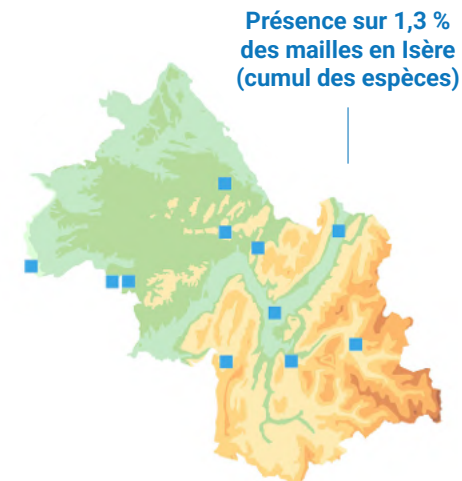 Présence sur 1,3 %
des mailles en Isère
(cumul des espèces)